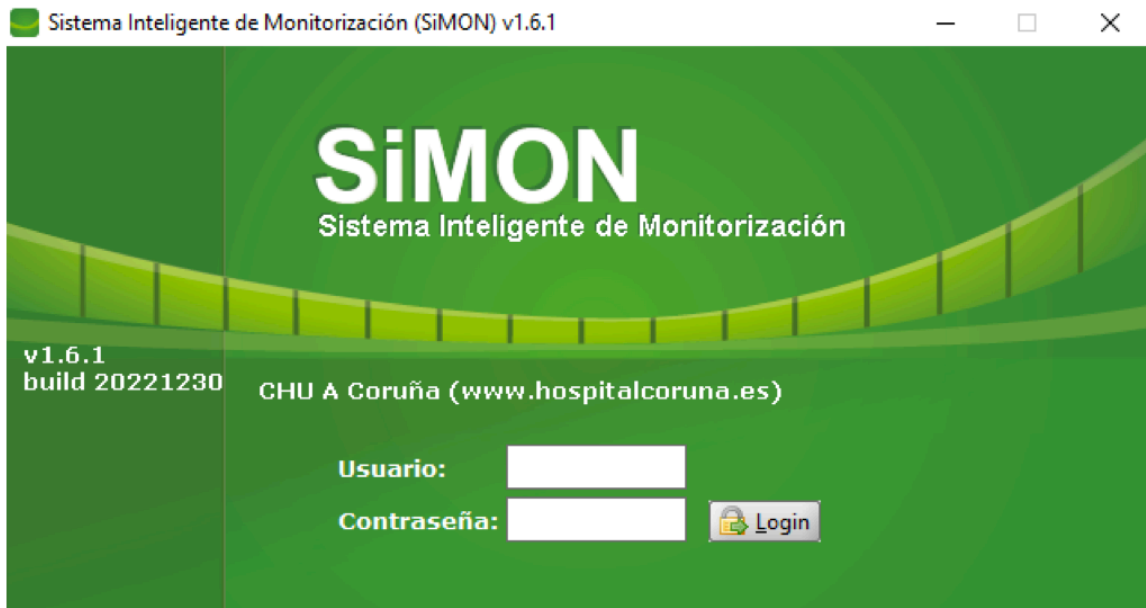 Sistema Inteligente de Monitorización (SiMON) v1.6.1
SiMON
Sistema Inteligente de Monitorización
v1.6.1
build 20221230
CHU A Coruña (www.hospitalcoruna.es)
Usuario:
Contraseña:
Login